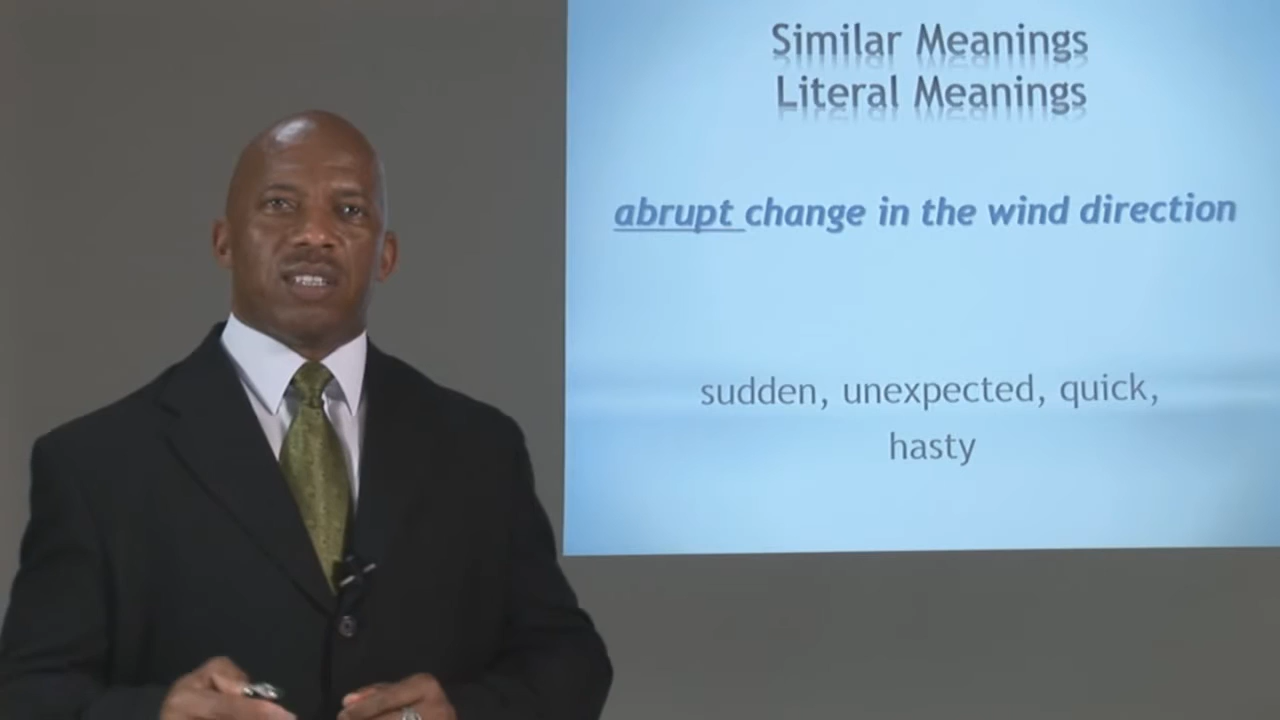 Similar Meanings
Literal Meanings
abrupt change in the wind direction
sudden, unexpected, quick,
hasty